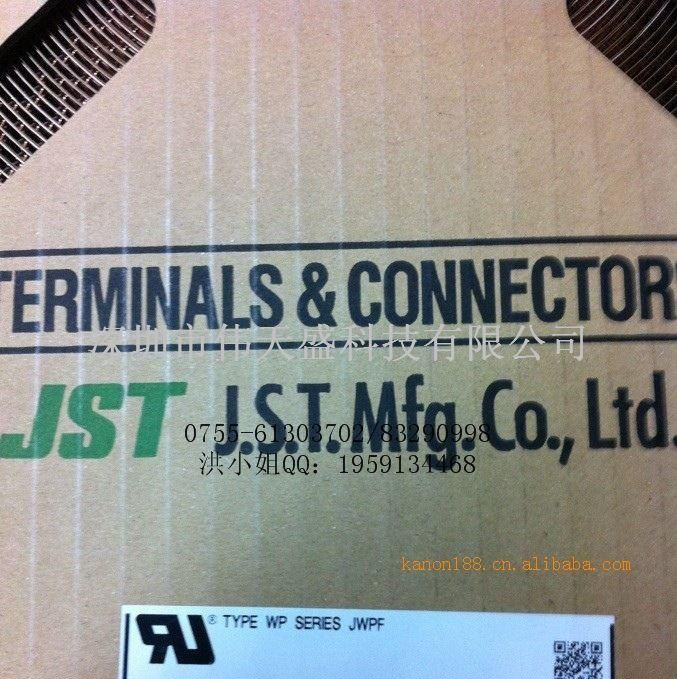 TERMINALS & CONNECTORS
深圳市伟天盛科技有限公司
JST J.S.T. Mfg. Co., Ltd.
0755-61303702/83290998
洪小姐QQ: 1959134468
kanon188.cn.alibaba.com
® TYPE WP SERIES JWPF